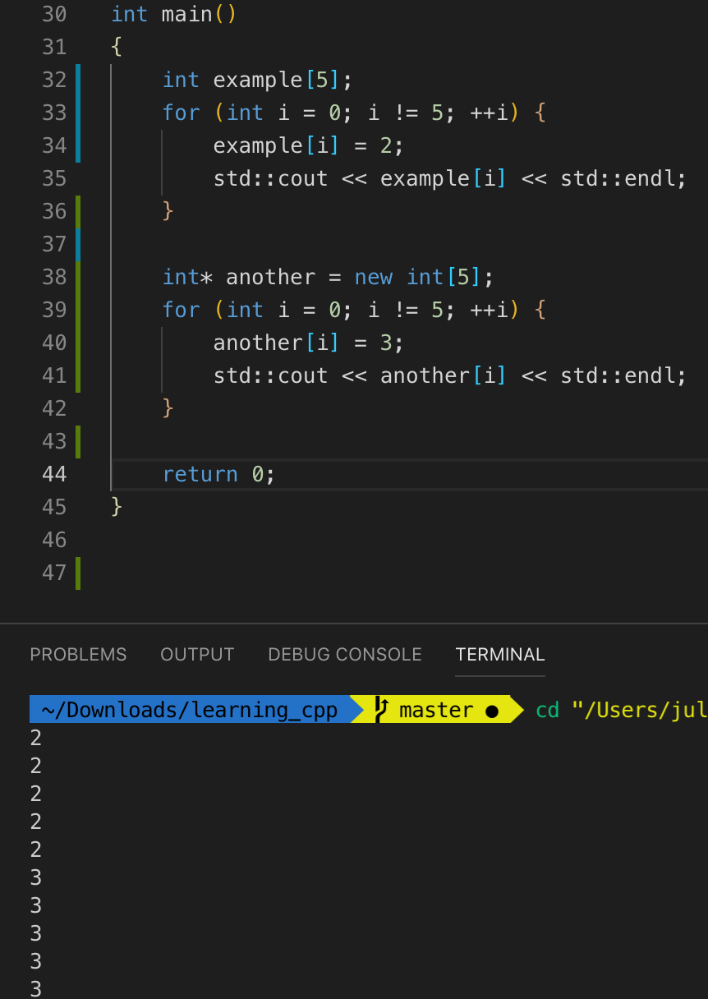 30 int main()
31 {
32 int example[5];
33 for (int i = 0; i != 5; ++i) {
34 example[i] = 2;
35 std::cout << example[i] << std::endl;
36 }
37
38 int* another = new int[5];
39 for (int i = 0; i != 5; ++i) {
40 another[i] = 3;
41 std::cout << another[i] << std::endl;
42 }
43
44 return 0;
45 }
46
47
PROBLEMS OUTPUT DEBUG CONSOLE TERMINAL
~/Downloads/learning_cpp master ● cd "/Users/jul
2
2
2
2
2
3
3
3
3
3